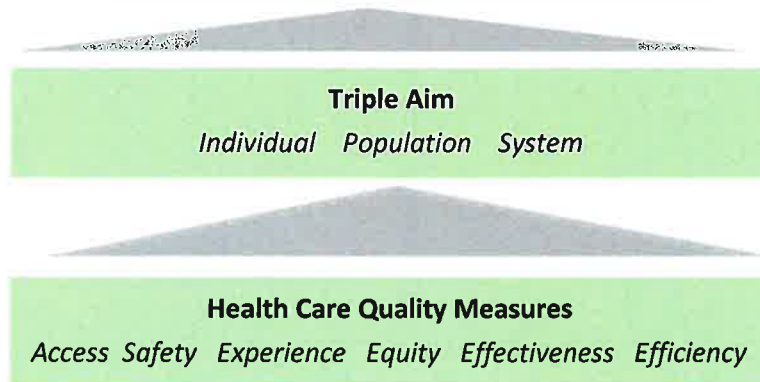 Triple Aim
Individual Population System
Health Care Quality Measures
Access Safety Experience Equity Effectiveness Efficiency